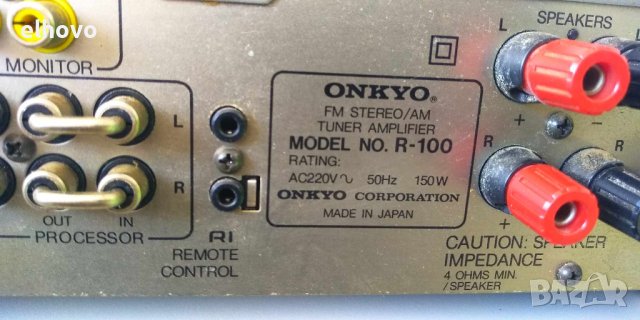 elhovo
MONITOR
L
R
OUT IN
PROCESSOR
RI
REMOTE
CONTROL
ONKYO®
FM STEREO/AM
TUNER AMPLIFIER
MODEL NO. R-100
RATING:
AC220V∿ 50Hz 150W
ONKYO CORPORATION
MADE IN JAPAN
SPEAKERS
L L
+ -
R R
+
CAUTION: SPEAKER
IMPEDANCE
4 OHMS MIN.
/SPEAKER
BAZAR